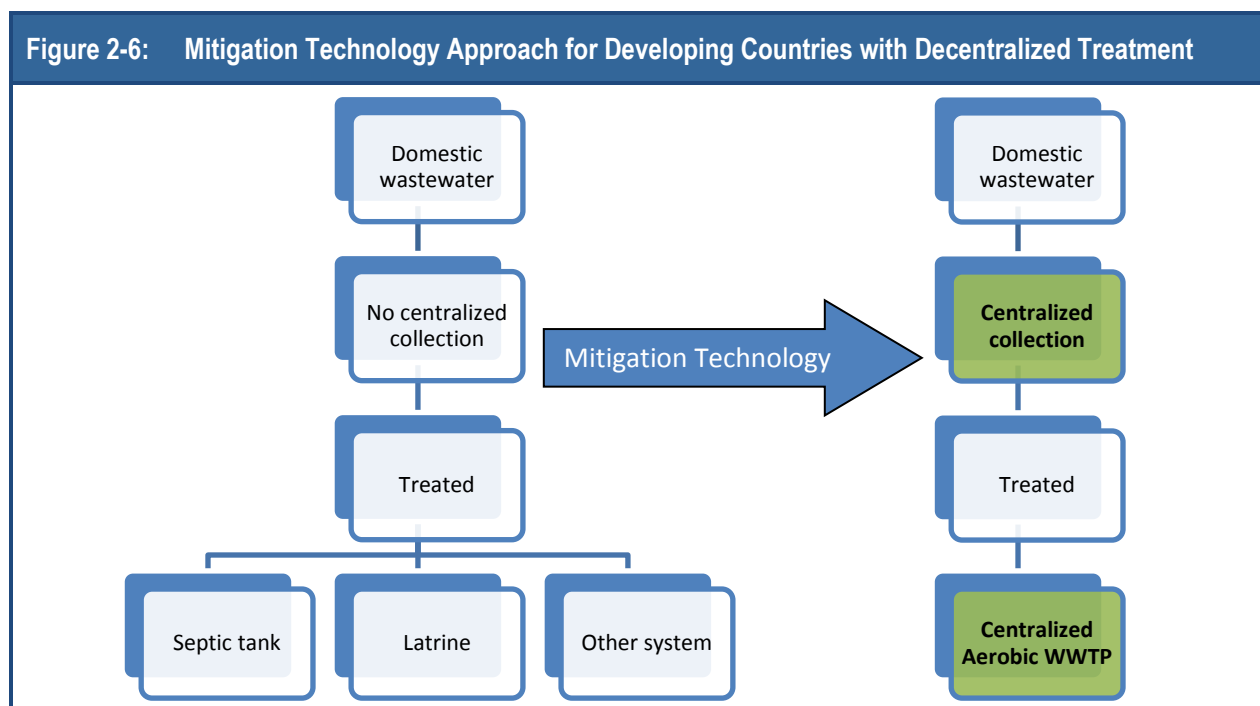 Figure 2-6: Mitigation Technology Approach for Developing Countries with Decentralized Treatment
Domestic
wastewater
No centralized
collection
Treated
Septic tank
Latrine
Other system
Mitigation Technology
Domestic
wastewater
Centralized
collection
Treated
Centralized
Aerobic WWTP